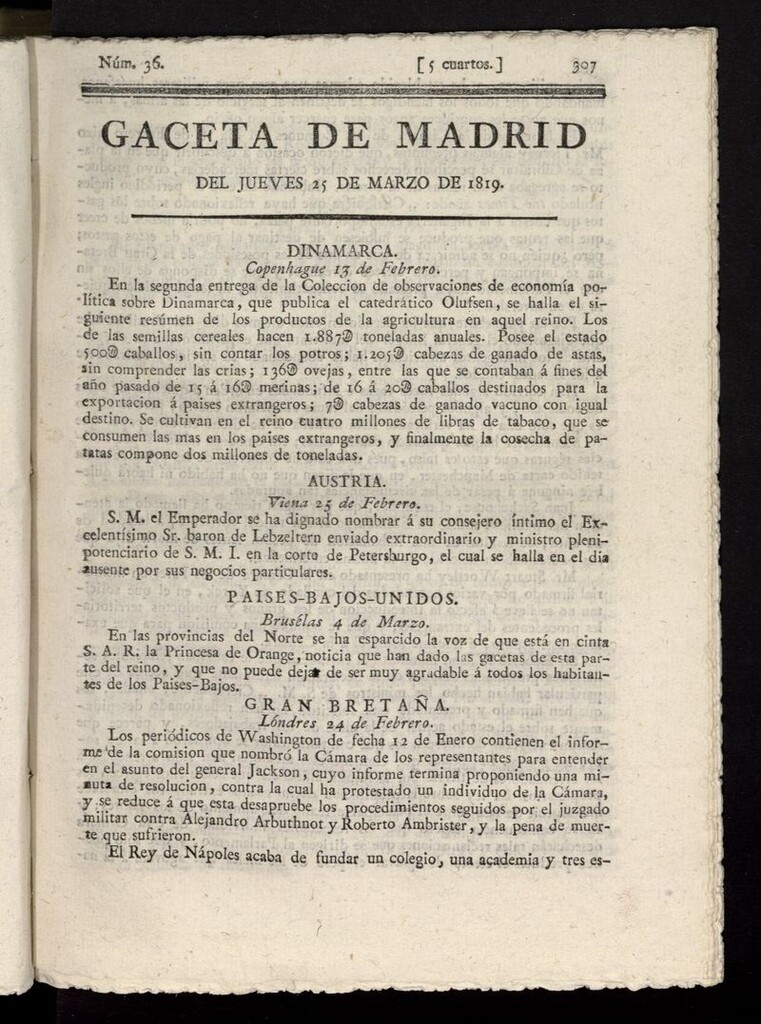 Núm. 36. [5 cuartos.] 307
GACETA DE MADRID
DEL JUEVES 25 DE MARZO DE 1819.
DINAMARCA.
Copenhague 13 de Febrero.
En la segunda entrega de la Coleccion de observaciones de economía po-
lítica sobre Dinamarca, que publica el catedrático Olufsen, se halla el si-
guiente resúmen de los productos de la agricultura en aquel reino. Los
de las semillas cereales hacen 1.887Ⅎ toneladas anuales. Posee el estado
500Ⅎ caballos, sin contar los potros; 1.205Ⅎ cabezas de ganado de astas,
sin comprender las crias; 136Ⅎ ovejas, entre las que se contaban á fines del
año pasado de 15 á 16Ⅎ merinas; de 16 á 20Ⅎ caballos destinados para la
exportacion á paises extrangeros; 7Ⅎ cabezas de ganado vacuno con igual
destino. Se cultivan en el reino cuatro millones de libras de tabaco, que se
consumen las mas en los paises extrangeros, y finalmente la cosecha de pa-
tatas compone dos millones de toneladas.
AUSTRIA.
Viena 25 de Febrero.
S. M. el Emperador se ha dignado nombrar á su consejero íntimo el Ex-
celentísimo Sr. baron de Lebzeltern enviado extraordinario y ministro pleni-
potenciario de S. M. I. en la corte de Petersburgo, el cual se halla en el dia
ausente por sus negocios particulares.
PAISES-BAJOS-UNIDOS.
Brusélas 4 de Marzo.
En las provincias del Norte se ha esparcido la voz de que está en cinta
S. A. R. la Princesa de Orange, noticia que han dado las gacetas de esta par-
te del reino, y que no puede dejar de ser muy agradable á todos los habitan-
tes de los Paises-Bajos.
GRAN BRETAÑA.
Lóndres 24 de Febrero.
Los periódicos de Washington de fecha 12 de Enero contienen el infor-
me de la comision que nombró la Cámara de los representantes para entender
en el asunto del general Jackson, cuyo informe termina proponiendo una mi-
nuta de resolucion, contra la cual ha protestado un individuo de la Cámara,
y se reduce á que esta desapruebe los procedimientos seguidos por el juzgado
militar contra Alejandro Arbuthnot y Roberto Ambrister, y la pena de muer-
te que sufrieron.
El Rey de Nápoles acaba de fundar un colegio, una academia y tres es-